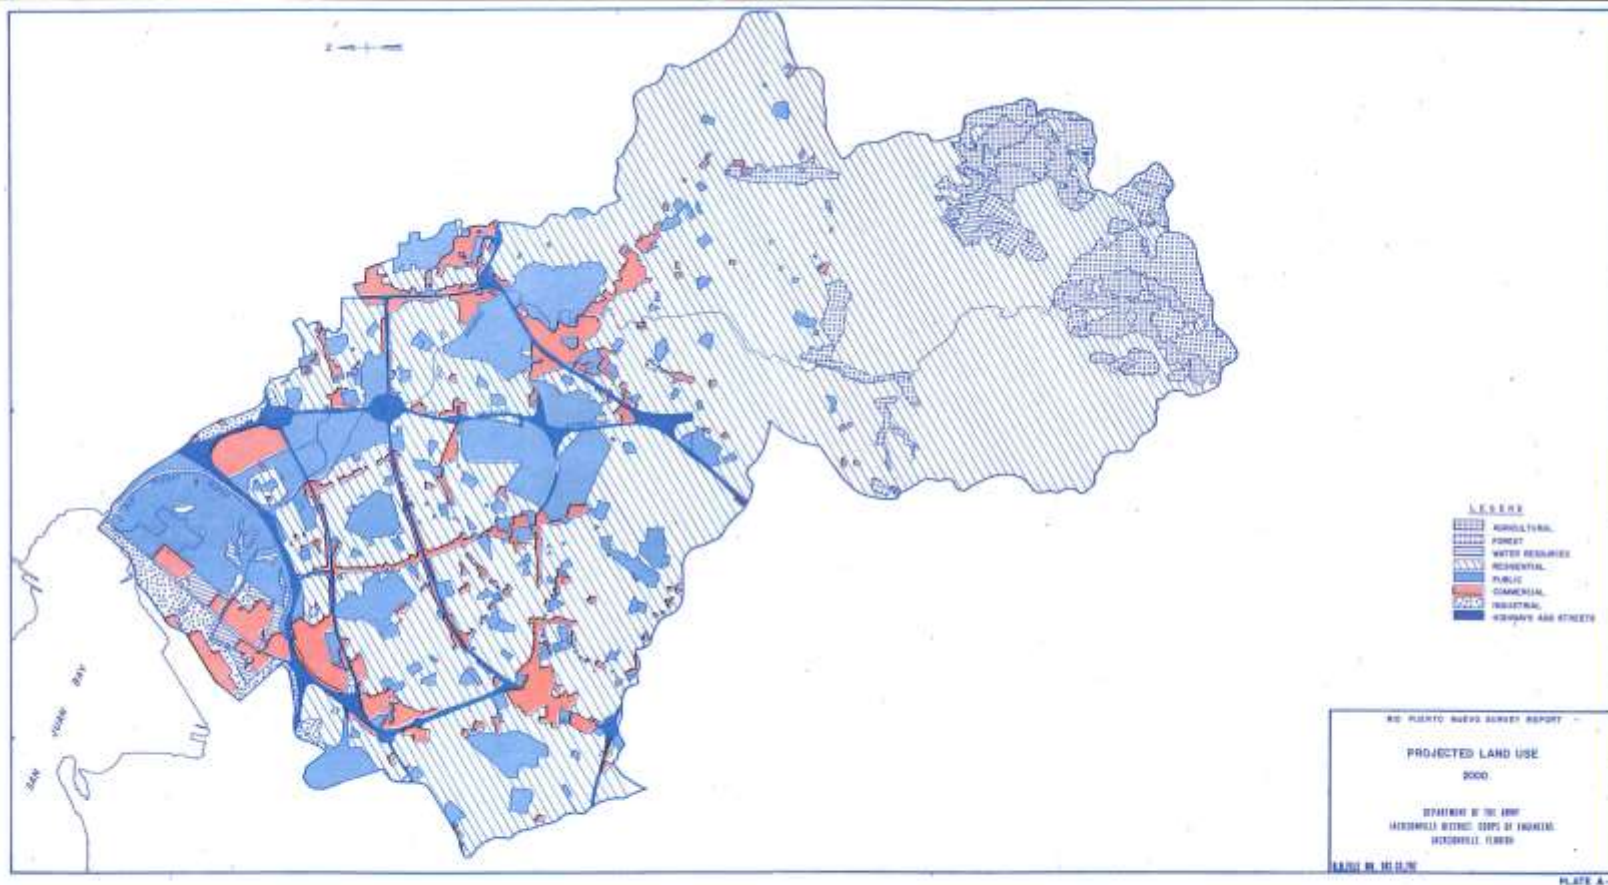 SAN JUAN BAY
LEGEND
AGRICULTURAL
FOREST
WATER RESOURCES
RESIDENTIAL
PUBLIC
COMMERCIAL
INDUSTRIAL
HIGHWAYS AND STREETS
RIO PUERTO NUEVO SURVEY REPORT
PROJECTED LAND USE
2000
DEPARTMENT OF THE ARMY
JACKSONVILLE DISTRICT, CORPS OF ENGINEERS
JACKSONVILLE, FLORIDA
PLATE A-